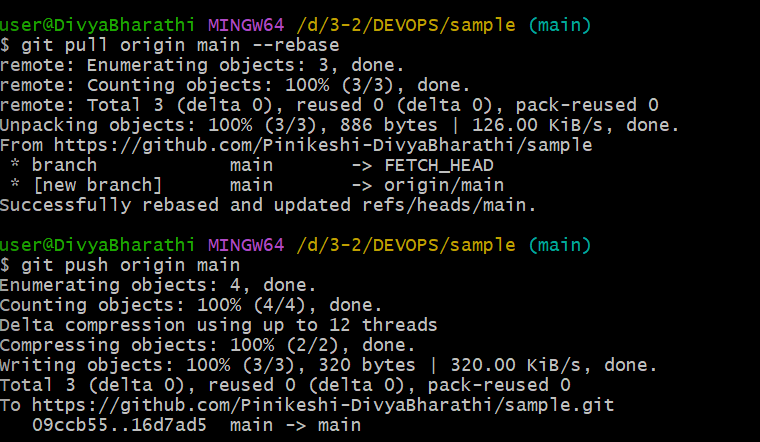 user@DivyaBharathi MINGW64 /d/3-2/DEVOPS/sample (main)
$ git pull origin main --rebase
remote: Enumerating objects: 3, done.
remote: Counting objects: 100% (3/3), done.
remote: Total 3 (delta 0), reused 0 (delta 0), pack-reused 0
Unpacking objects: 100% (3/3), 886 bytes | 126.00 KiB/s, done.
From https://github.com/Pinikeshi-DivyaBharathi/sample
 * branch            main       -> FETCH_HEAD
 * [new branch]      main       -> origin/main
Successfully rebased and updated refs/heads/main.
user@DivyaBharathi MINGW64 /d/3-2/DEVOPS/sample (main)
$ git push origin main
Enumerating objects: 4, done.
Counting objects: 100% (4/4), done.
Delta compression using up to 12 threads
Compressing objects: 100% (2/2), done.
Writing objects: 100% (3/3), 320 bytes | 320.00 KiB/s, done.
Total 3 (delta 0), reused 0 (delta 0), pack-reused 0
To https://github.com/Pinikeshi-DivyaBharathi/sample.git
   09ccb55..16d7ad5  main -> main